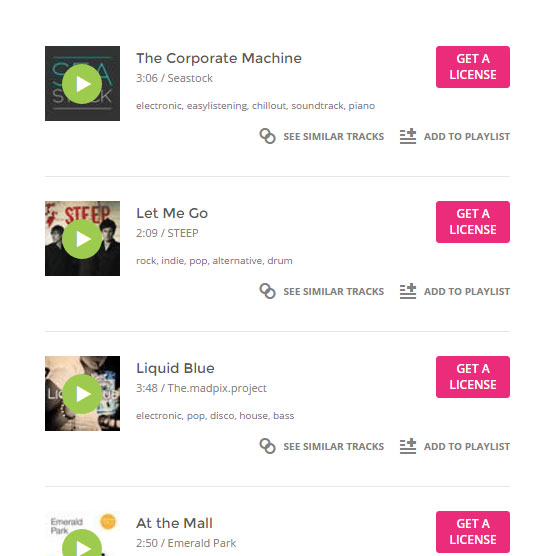 SEA
STOCK
The Corporate Machine
3:06 / Seastock
electronic, easylistening, chillout, soundtrack, piano
GET A
LICENSE
SEE SIMILAR TRACKS
ADD TO PLAYLIST
STEEP
Let Me Go
2:09 / STEEP
rock, indie, pop, alternative, drum
GET A
LICENSE
SEE SIMILAR TRACKS
ADD TO PLAYLIST
Liquid Blue
3:48 / The.madpix.project
electronic, pop, disco, house, bass
GET A
LICENSE
SEE SIMILAR TRACKS
ADD TO PLAYLIST
Emerald
Park
At the Mall
2:50 / Emerald Park
GET A
LICENSE